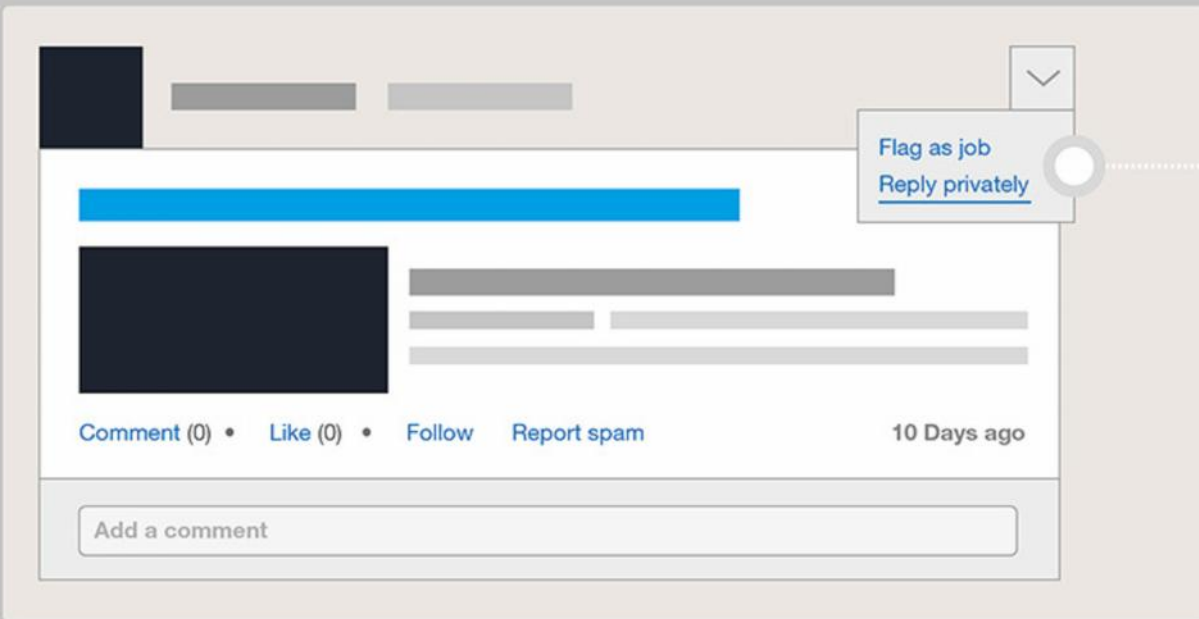 Flag as job
Reply privately
Comment (0) • Like (0) • Follow Report spam 10 Days ago
Add a comment